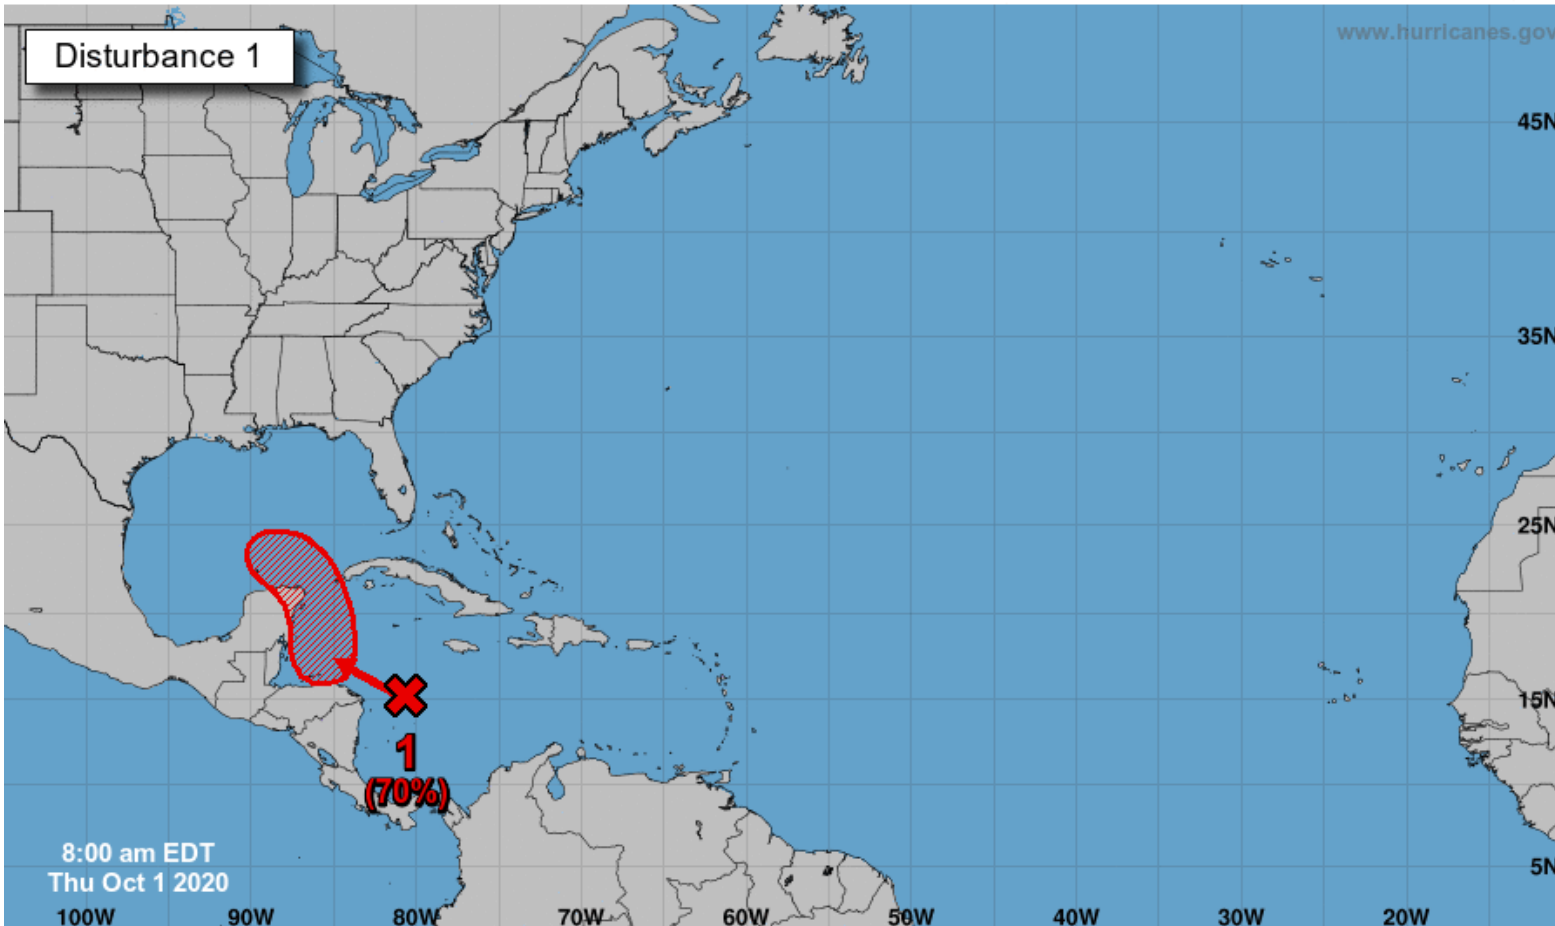 Disturbance 1
www.hurricanes.gov
45N
35N
25N
15N
1
(70%)
5N
8:00 am EDT
Thu Oct 1 2020
100W 90W 80W 70W 60W 50W 40W 30W 20W